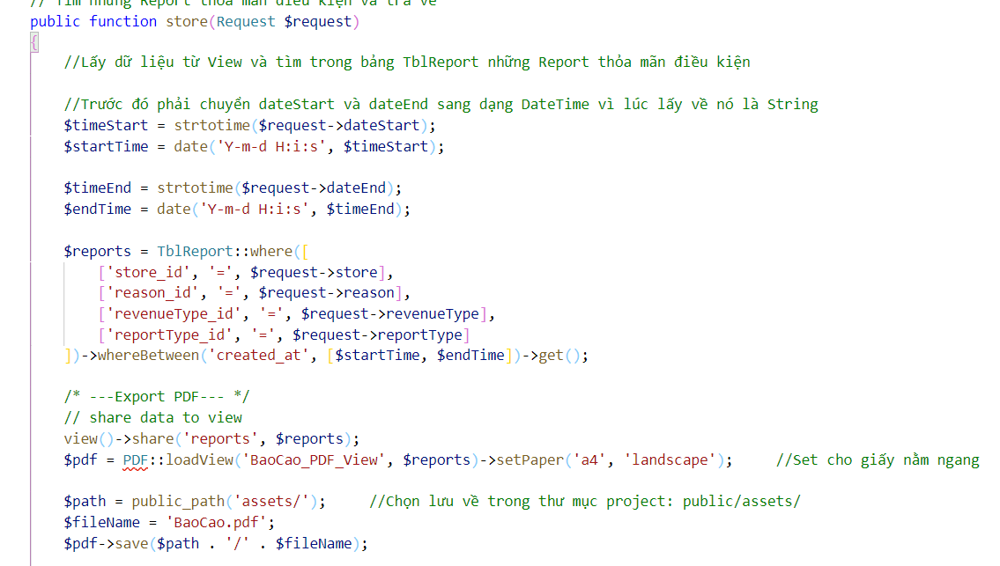 // Tìm những Report thỏa mãn điều kiện và trả về
public function store(Request $request)
{
//Lấy dữ liệu từ View và tìm trong bảng TblReport những Report thỏa mãn điều kiện
//Trước đó phải chuyển dateStart và dateEnd sang dạng DateTime vì lúc lấy về nó là String
$timeStart = strtotime($request->dateStart);
$startTime = date('Y-m-d H:i:s', $timeStart);
$timeEnd = strtotime($request->dateEnd);
$endTime = date('Y-m-d H:i:s', $timeEnd);
$reports = TblReport::where([
['store_id', '=', $request->store],
['reason_id', '=', $request->reason],
['revenueType_id', '=', $request->revenueType],
['reportType_id', '=', $request->reportType]
])->whereBetween('created_at', [$startTime, $endTime])->get();
/* ---Export PDF--- */
// share data to view
view()->share('reports', $reports);
$pdf = PDF::loadView('BaoCao_PDF_View', $reports)->setPaper('a4', 'landscape'); //Set cho giấy nằm ngang
$path = public_path('assets/'); //Chọn lưu về trong thư mục project: public/assets/
$fileName = 'BaoCao.pdf';
$pdf->save($path . '/' . $fileName);